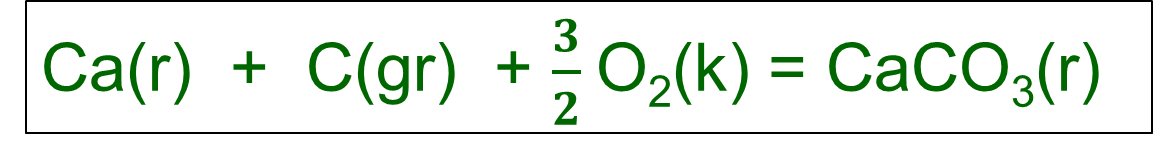 Ca(r) + C(gr) + 3/2 O₂(k) = CaCO₃(r)